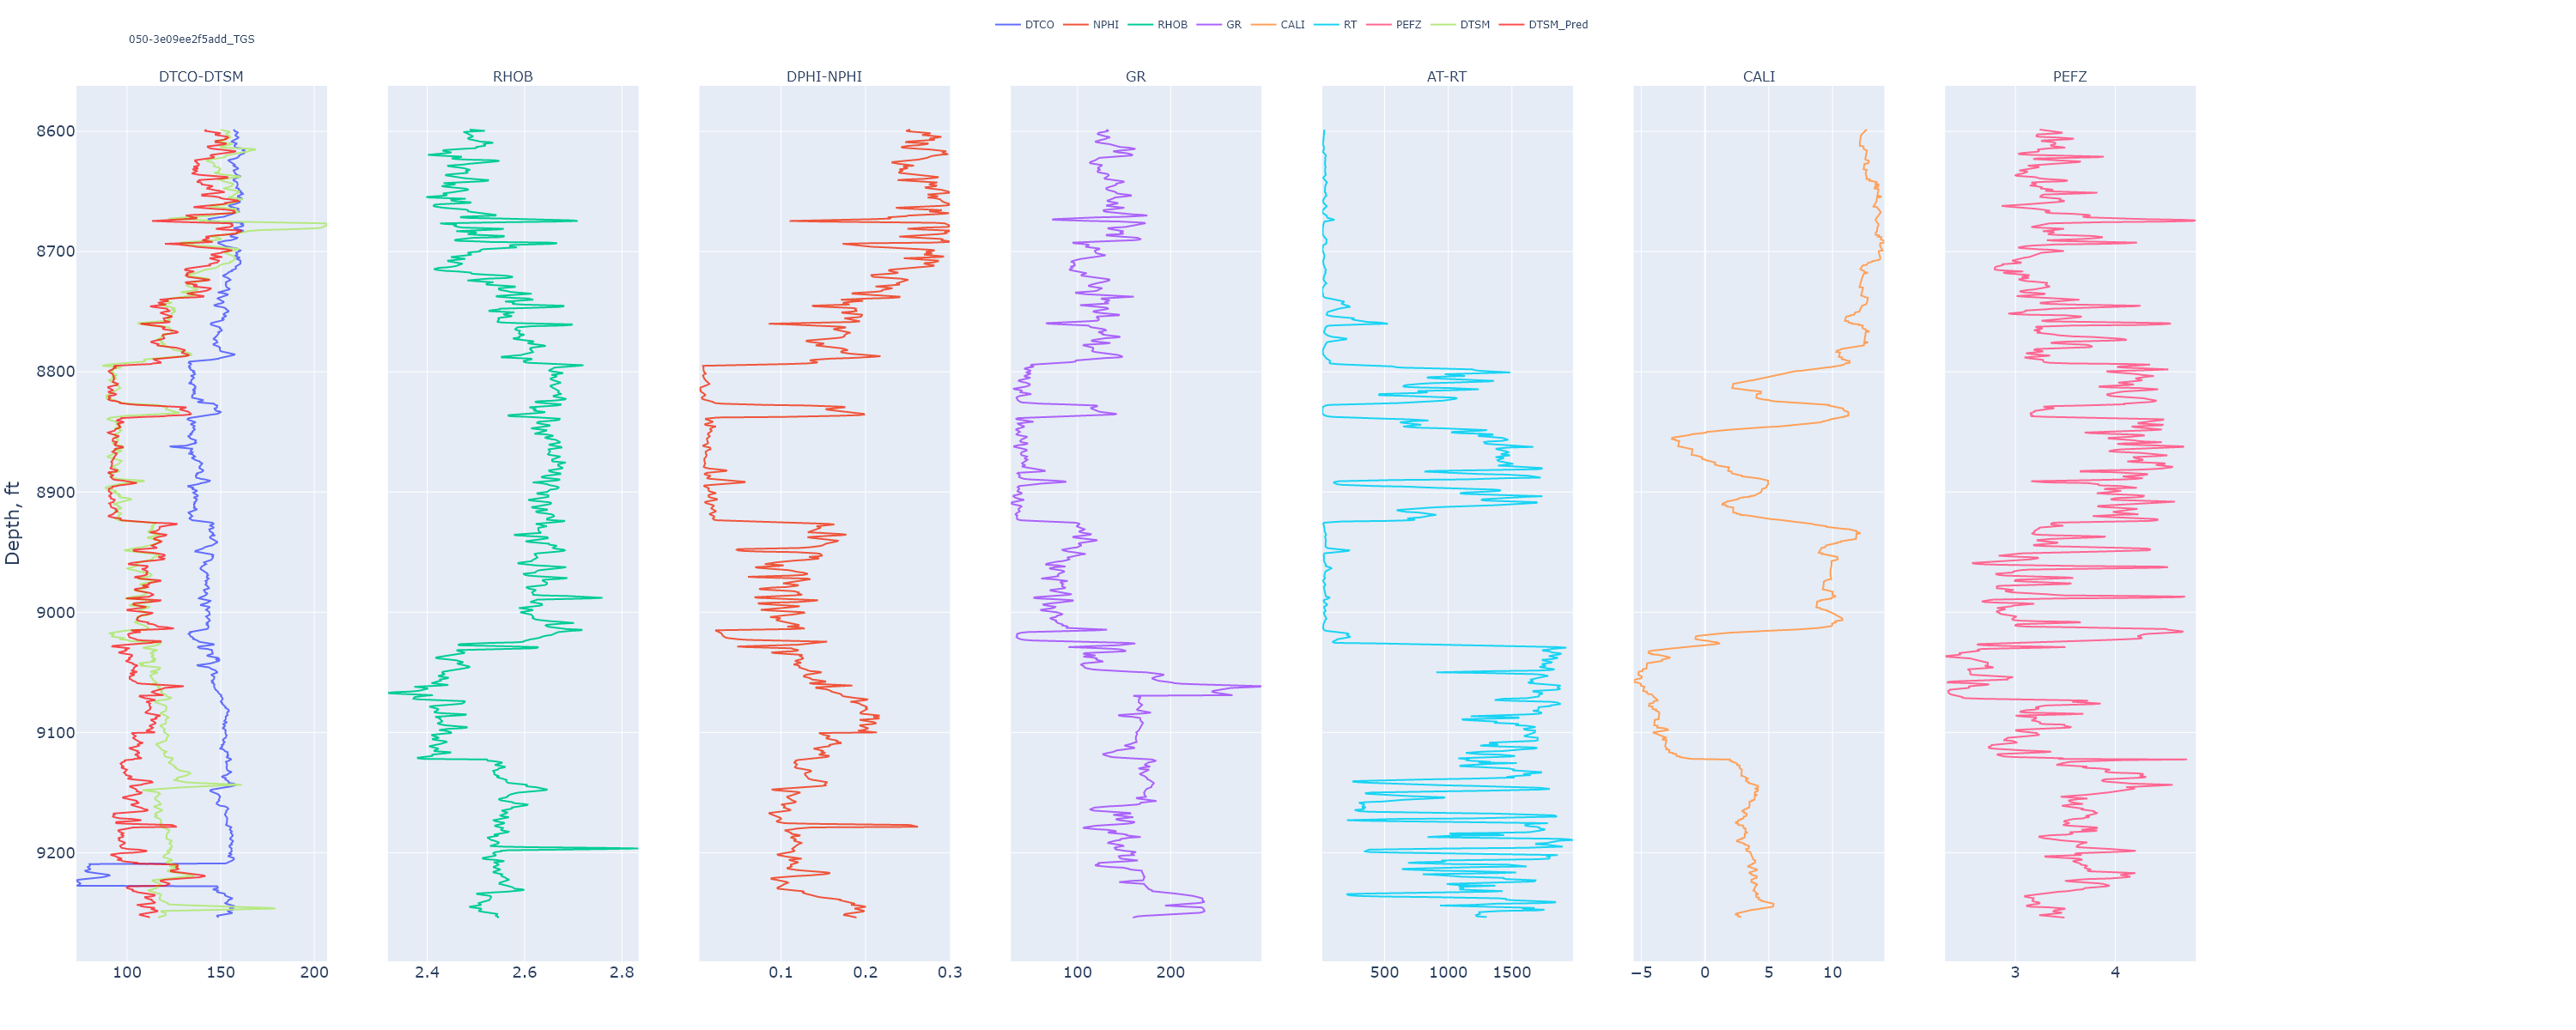 DTCO NPHI RHOB GR CALI RT PEFZ DTSM DTSM_Pred
050-3e09ee2f5add_TGS
DTCO-DTSM RHOB DPHI-NPHI GR AT-RT CALI PEFZ
Depth, ft
8600
8700
8800
8900
9000
9100
9200
100 150 200 2.4 2.6 2.8 0.1 0.2 0.3 100 200 500 1000 1500 −5 0 5 10 3 4